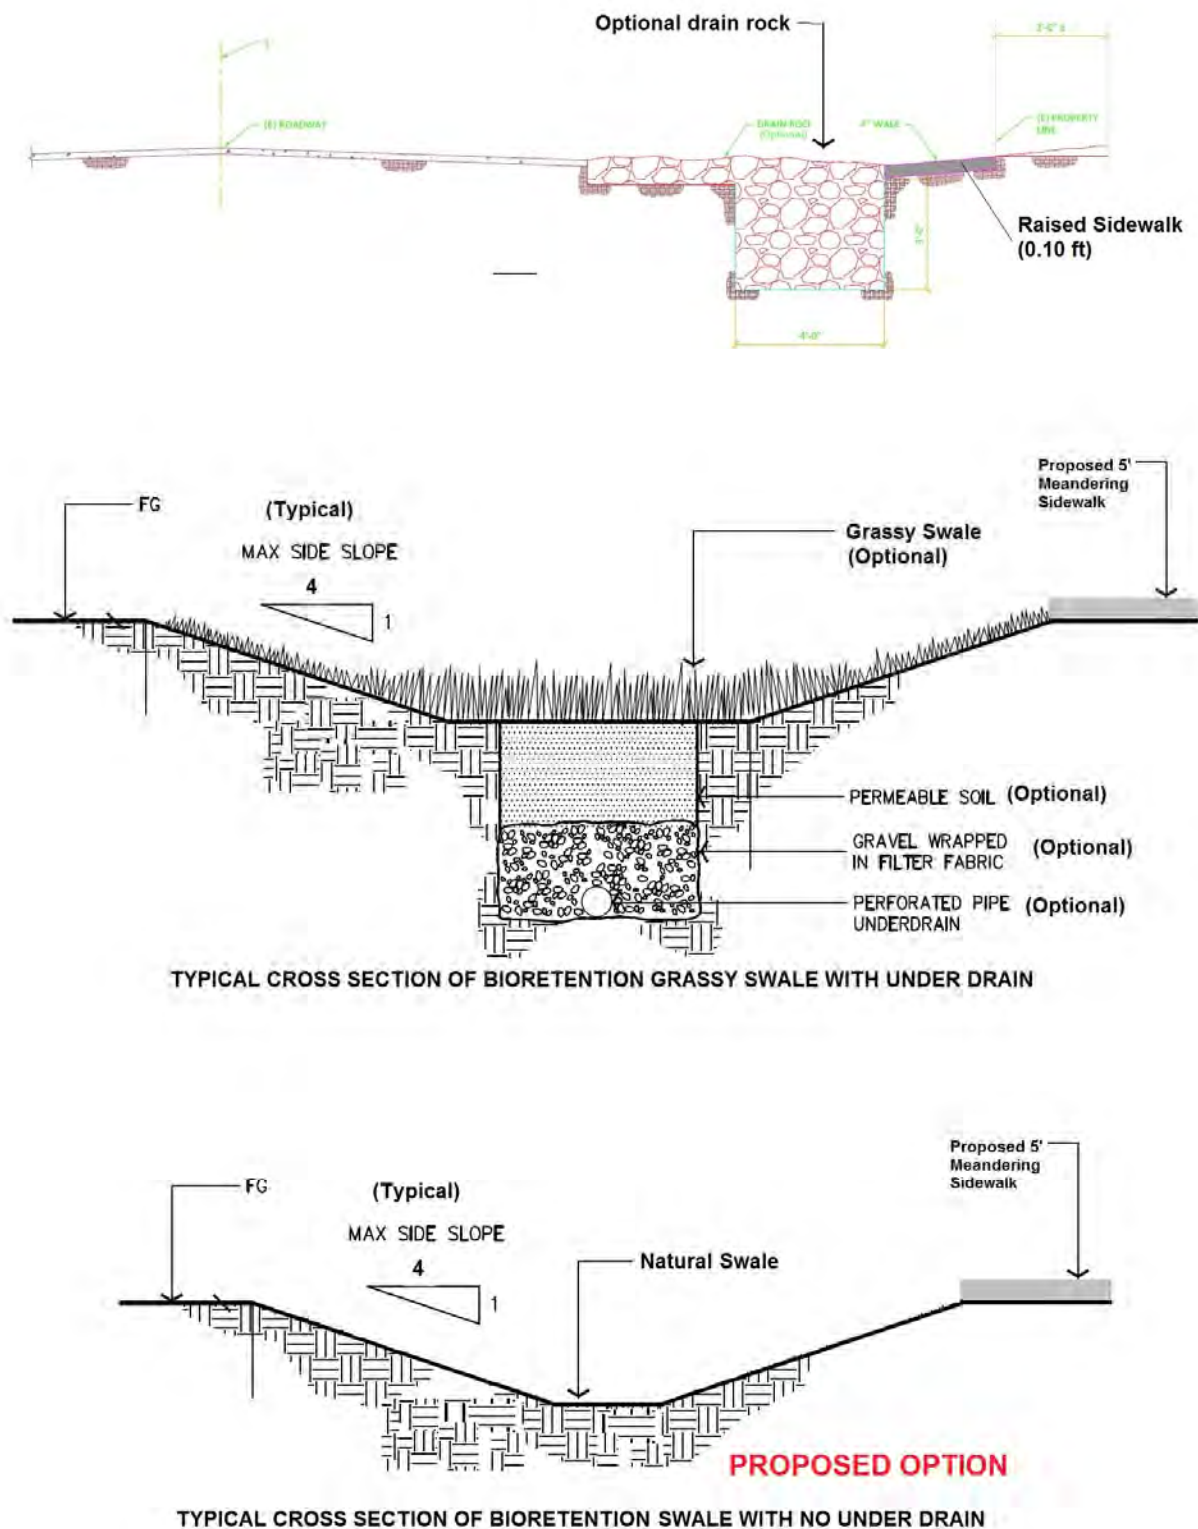 Optional drain rock
2'-0" ±
(E) ROADWAY
DRAIN ROCK
(Optional)
4" WALK
(E) PROPERTY
LINE
Raised Sidewalk
(0.10 ft)
4'-0"
Proposed 5'
Meandering
Sidewalk
FG
(Typical)
MAX SIDE SLOPE
4
1
Grassy Swale
(Optional)
PERMEABLE SOIL (Optional)
GRAVEL WRAPPED
IN FILTER FABRIC (Optional)
PERFORATED PIPE
UNDERDRAIN (Optional)
TYPICAL CROSS SECTION OF BIORETENTION GRASSY SWALE WITH UNDER DRAIN
Proposed 5'
Meandering
Sidewalk
FG
(Typical)
MAX SIDE SLOPE
4
1
Natural Swale
PROPOSED OPTION
TYPICAL CROSS SECTION OF BIORETENTION SWALE WITH NO UNDER DRAIN